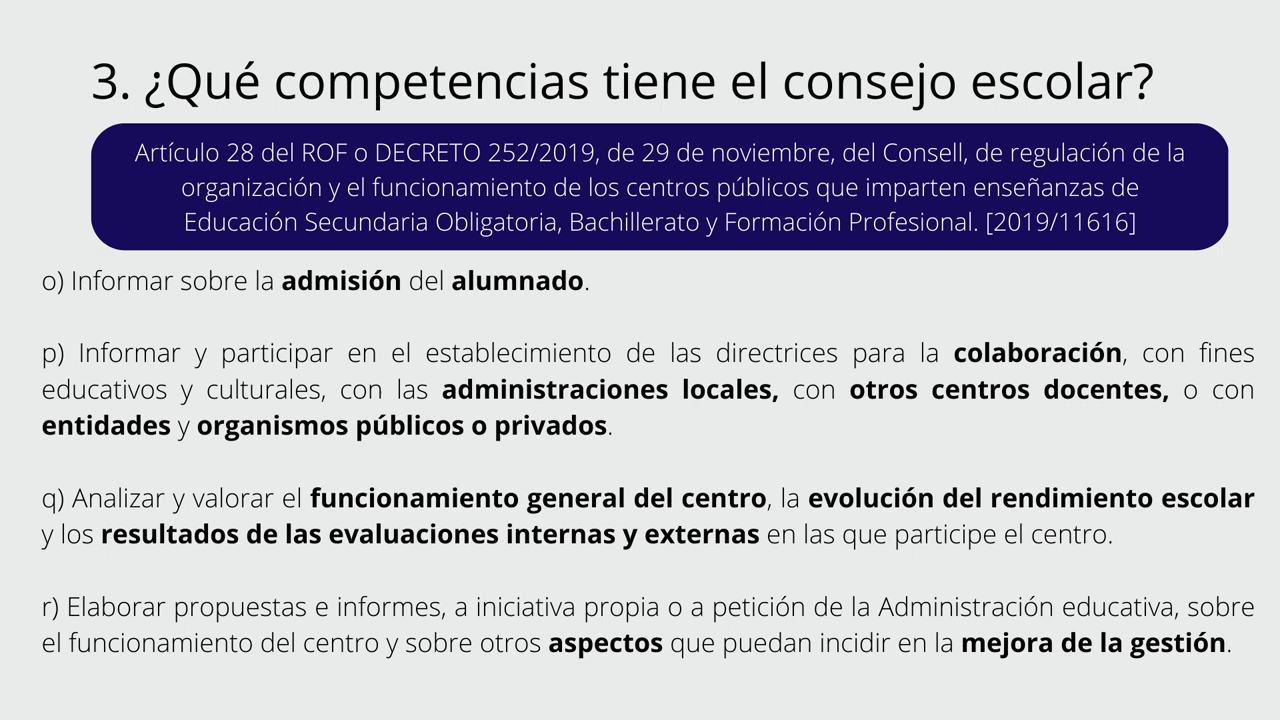 3. ¿Qué competencias tiene el consejo escolar?
Artículo 28 del ROF o DECRETO 252/2019, de 29 de noviembre, del Consell, de regulación de la
organización y el funcionamiento de los centros públicos que imparten enseñanzas de
Educación Secundaria Obligatoria, Bachillerato y Formación Profesional. [2019/11616]
o) Informar sobre la admisión del alumnado.
p) Informar y participar en el establecimiento de las directrices para la colaboración, con fines
educativos y culturales, con las administraciones locales, con otros centros docentes, o con
entidades y organismos públicos o privados.
q) Analizar y valorar el funcionamiento general del centro, la evolución del rendimiento escolar
y los resultados de las evaluaciones internas y externas en las que participe el centro.
r) Elaborar propuestas e informes, a iniciativa propia o a petición de la Administración educativa, sobre
el funcionamiento del centro y sobre otros aspectos que puedan incidir en la mejora de la gestión.